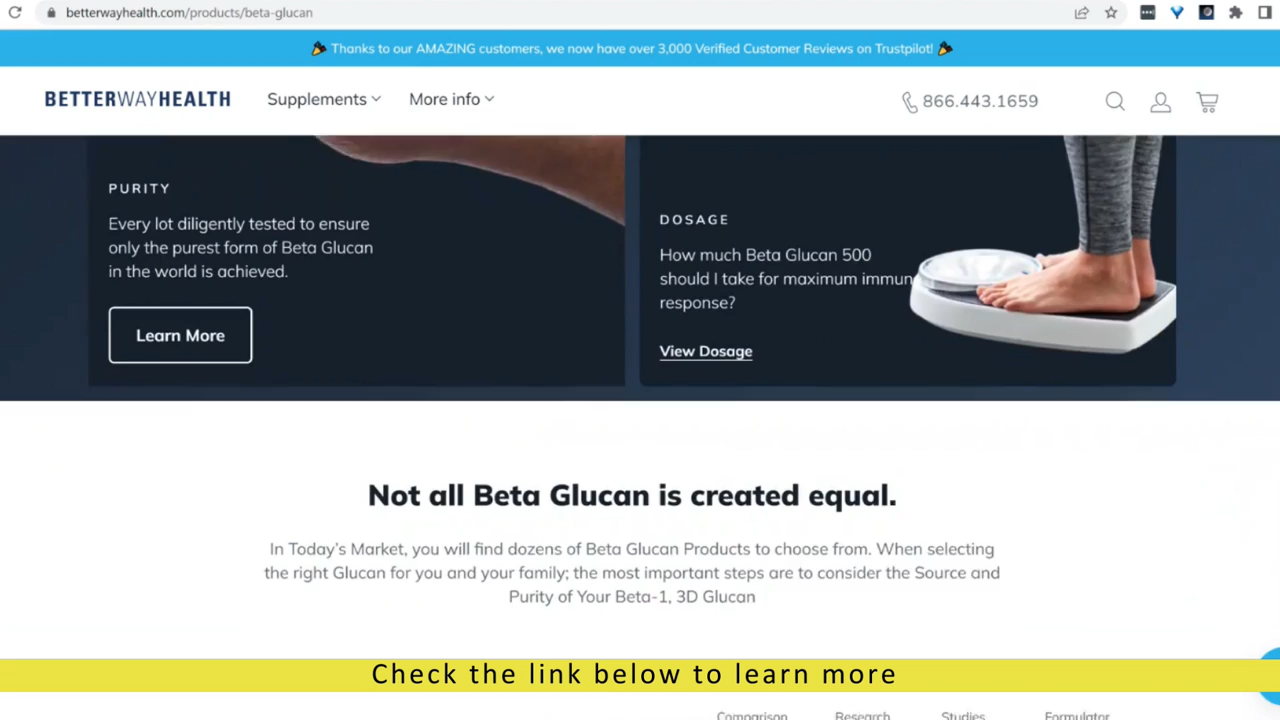 betterwayhealth.com/products/beta-glucan
Thanks to our AMAZING customers, we now have over 3,000 Verified Customer Reviews on Trustpilot!
BETTERWAYHEALTH
Supplements
More info
866.443.1659
PURITY
Every lot diligently tested to ensure
only the purest form of Beta Glucan
in the world is achieved.
Learn More
DOSAGE
How much Beta Glucan 500
should I take for maximum immun
response?
View Dosage
Not all Beta Glucan is created equal.
In Today's Market, you will find dozens of Beta Glucan Products to choose from. When selecting
the right Glucan for you and your family; the most important steps are to consider the Source and
Purity of Your Beta-1, 3D Glucan
Check the link below to learn more
Comparison Research Studies Formulator